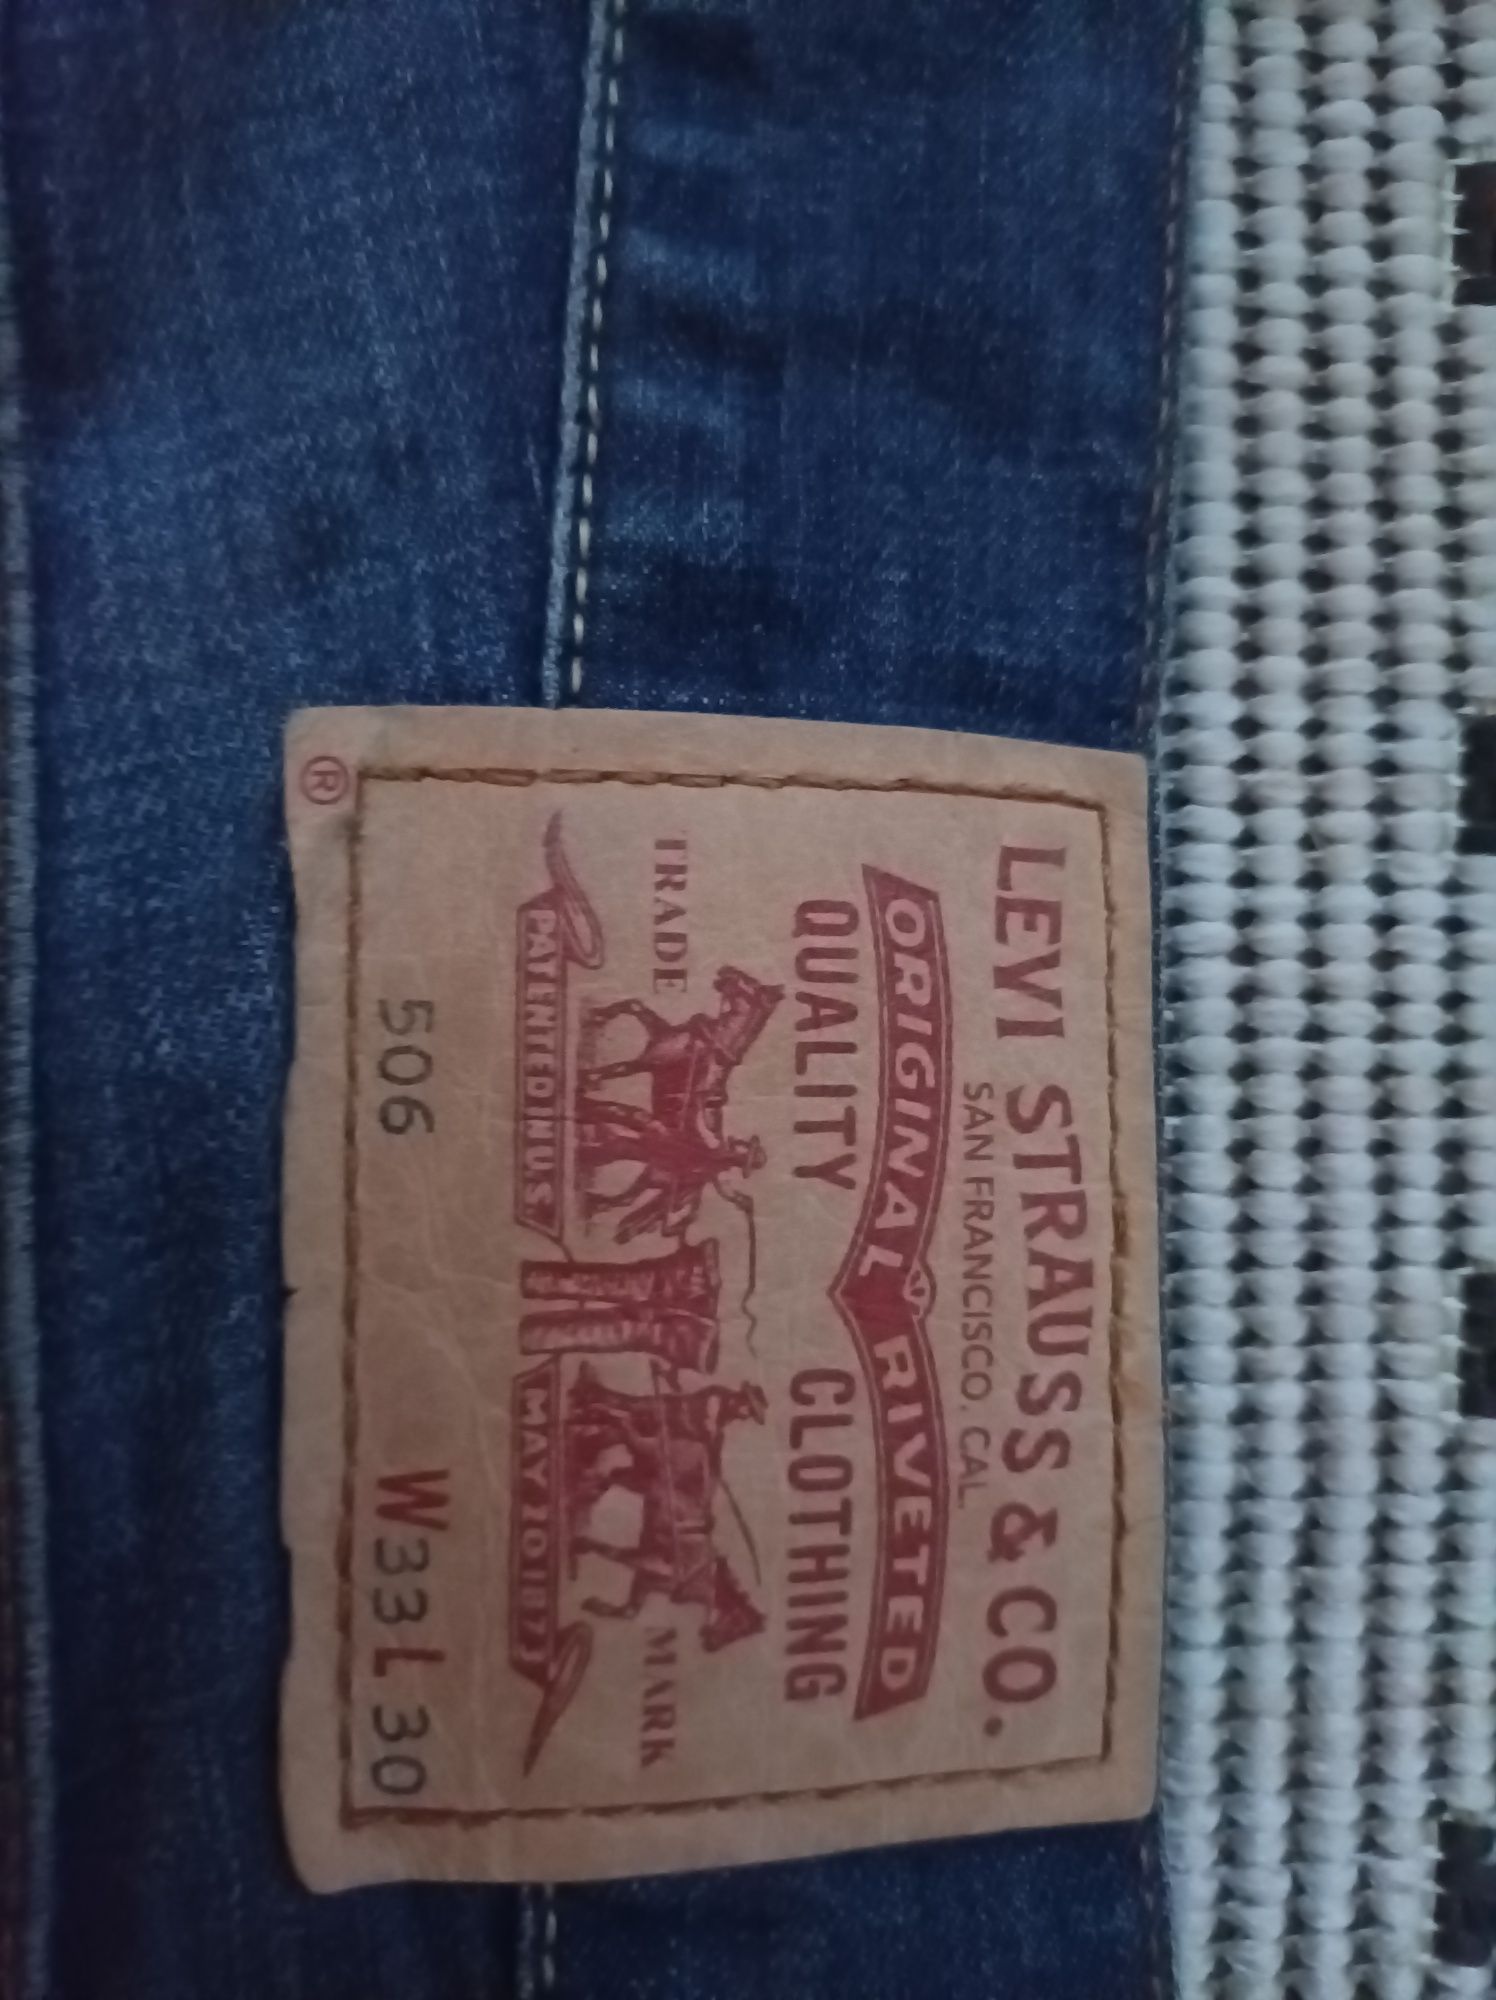 LEVI STRAUSS & CO.
SAN FRANCISCO, CAL.
ORIGINAL RIVETED
QUALITY CLOTHING
TRADE MARK
PATENTED IN U.S. MAY 20 1873
506 W33 L30
®